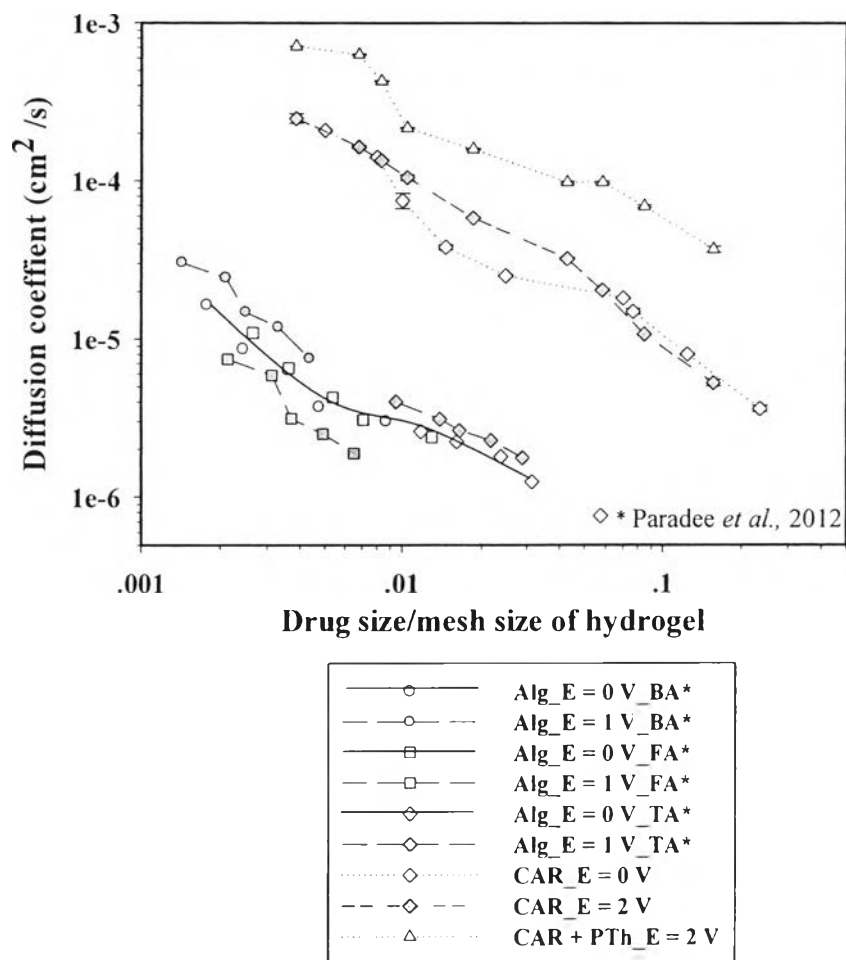 1e-3
1e-4
1e-5
1e-6
Diffusion coeffient (cm2 /s)
◇ * Paradee et al., 2012
.001 .01 .1
Drug size/mesh size of hydrogel
Alg_E = 0 V_BA*
Alg_E = 1 V_BA*
Alg_E = 0 V_FA*
Alg_E = 1 V_FA*
Alg_E = 0 V_TA*
Alg_E = 1 V_TA*
CAR_E = 0 V
CAR_E = 2 V
CAR + PTh_E = 2 V